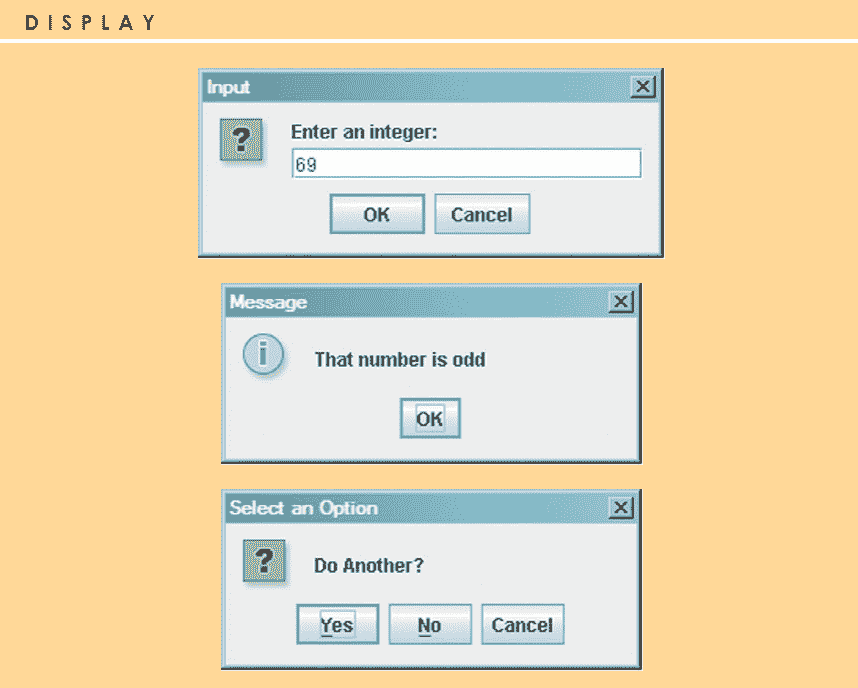 DISPLAY
Input
?
Enter an integer:
69
OK Cancel
Message
i
That number is odd
OK
Select an Option
?
Do Another?
Yes No Cancel